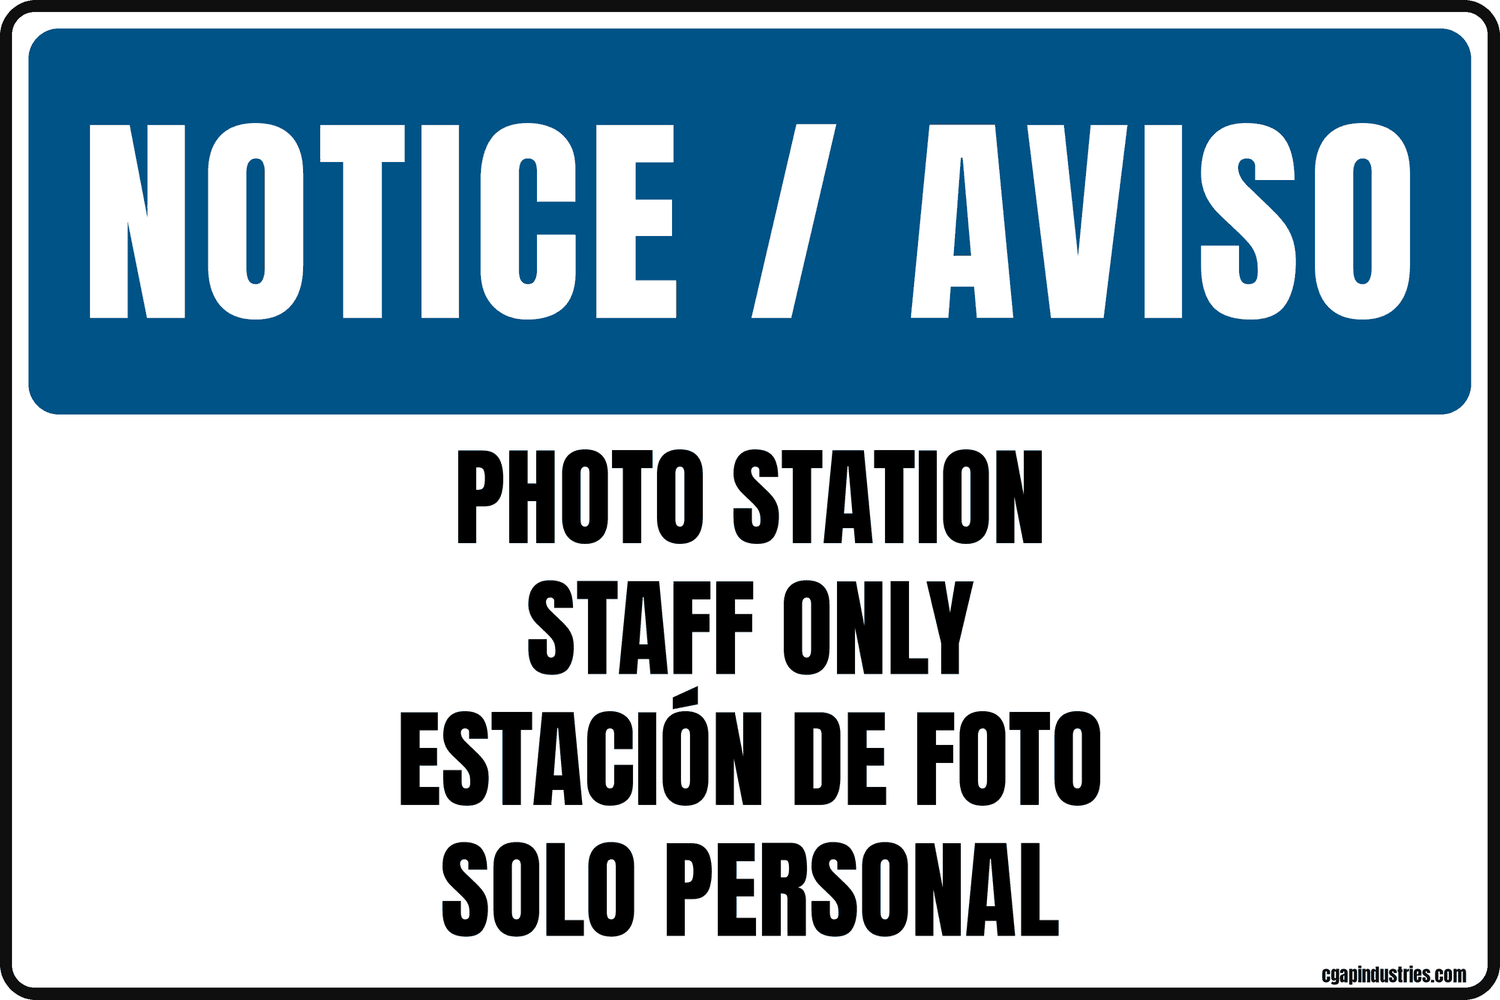 NOTICE / AVISO
PHOTO STATION
STAFF ONLY
ESTACIÓN DE FOTO
SOLO PERSONAL
cgapindustries.com